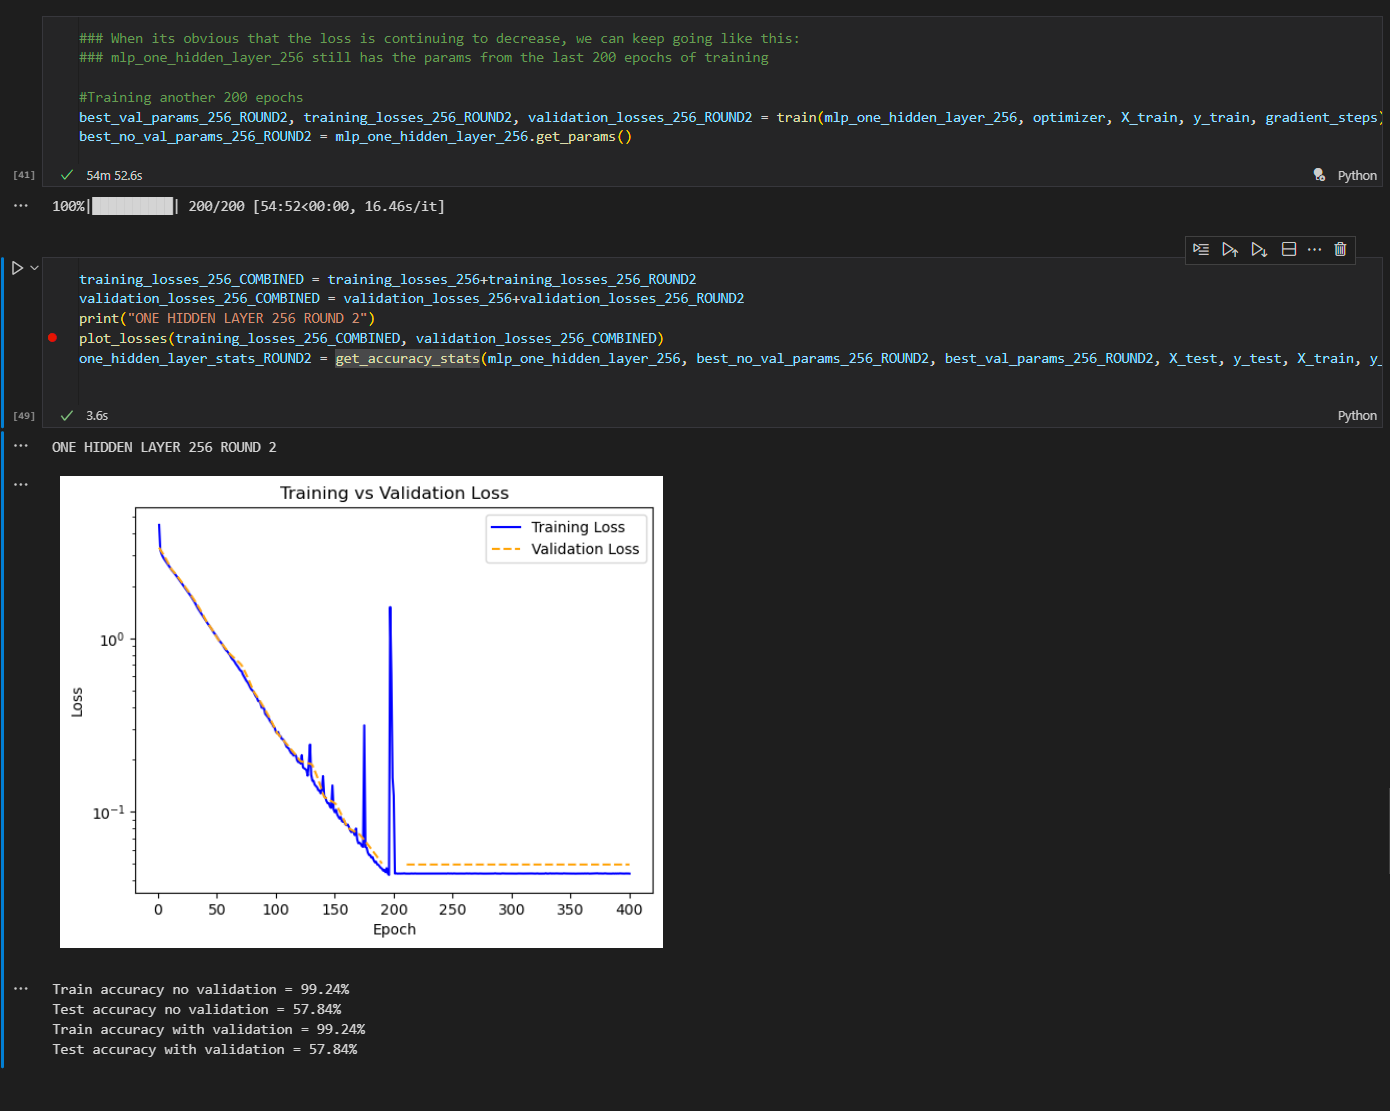 ### When its obvious that the loss is continuing to decrease, we can keep going like this:
### mlp_one_hidden_layer_256 still has the params from the last 200 epochs of training
#Training another 200 epochs
best_val_params_256_ROUND2, training_losses_256_ROUND2, validation_losses_256_ROUND2 = train(mlp_one_hidden_layer_256, optimizer, X_train, y_train, gradient_steps)
best_no_val_params_256_ROUND2 = mlp_one_hidden_layer_256.get_params()
[41] 54m 52.6s Python
100%|██████████| 200/200 [54:52<00:00, 16.46s/it]
training_losses_256_COMBINED = training_losses_256+training_losses_256_ROUND2
validation_losses_256_COMBINED = validation_losses_256+validation_losses_256_ROUND2
print("ONE HIDDEN LAYER 256 ROUND 2")
plot_losses(training_losses_256_COMBINED, validation_losses_256_COMBINED)
one_hidden_layer_stats_ROUND2 = get_accuracy_stats(mlp_one_hidden_layer_256, best_no_val_params_256_ROUND2, best_val_params_256_ROUND2, X_test, y_test, X_train, y_
[49] 3.6s Python
ONE HIDDEN LAYER 256 ROUND 2
Training vs Validation Loss
Training Loss
Validation Loss
10⁰
Loss
10⁻¹
0 50 100 150 200 250 300 350 400
Epoch
Train accuracy no validation = 99.24%
Test accuracy no validation = 57.84%
Train accuracy with validation = 99.24%
Test accuracy with validation = 57.84%